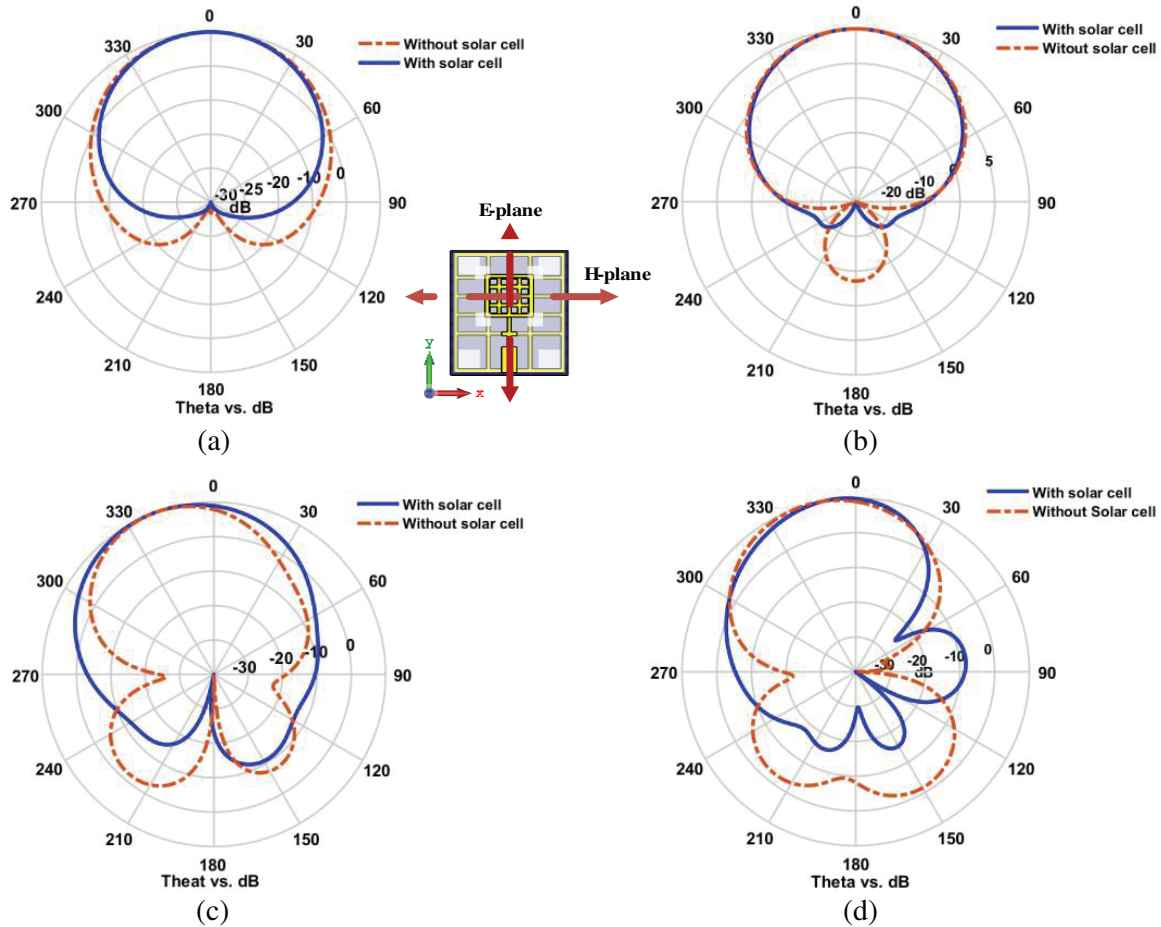 0
30
60
90
120
150
180
210
240
270
300
330
-30 -25 -20 -10 0
dB
Theta vs. dB
Without solar cell
With solar cell
(a)
E-plane
H-plane
y
x
0
30
60
90
120
150
180
210
240
270
300
330
-20 dB -10 0 5
Theta vs. dB
With solar cell
Witout solar cell
(b)
0
30
60
90
120
150
180
210
240
270
300
330
-30 -20 -10 0
Theat vs. dB
With solar cell
Without solar cell
(c)
0
30
60
90
120
150
180
210
240
270
300
330
-30 -20 -10 0
dB
Theta vs. dB
With solar cell
Without Solar cell
(d)